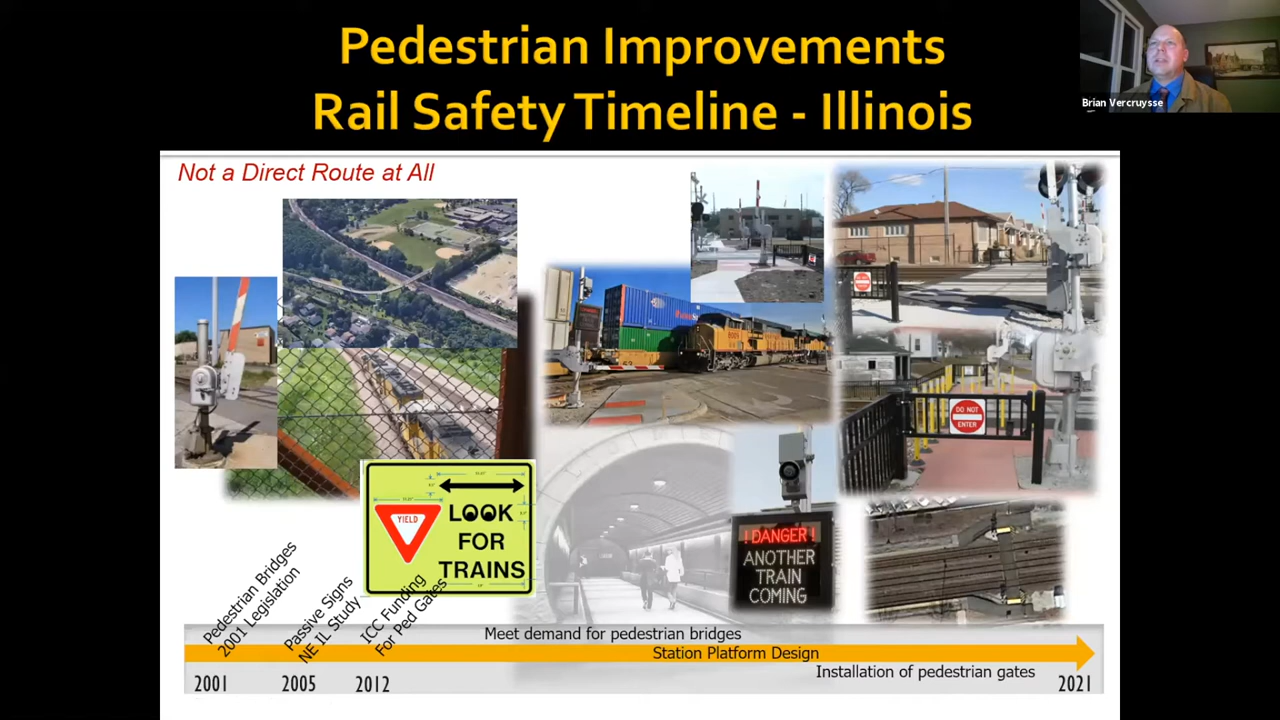 Pedestrian Improvements
Rail Safety Timeline - Illinois
Brian Vercruysse
Not a Direct Route at All
YIELD
LOOK
FOR
TRAINS
DO NOT
ENTER
! DANGER !
ANOTHER
TRAIN
COMING
Pedestrian Bridges
2001 Legislation
Passive Signs
NE IL Study
ICC Funding
For Ped Gates
Meet demand for pedestrian bridges
Station Platform Design
Installation of pedestrian gates
2001
2005
2012
2021